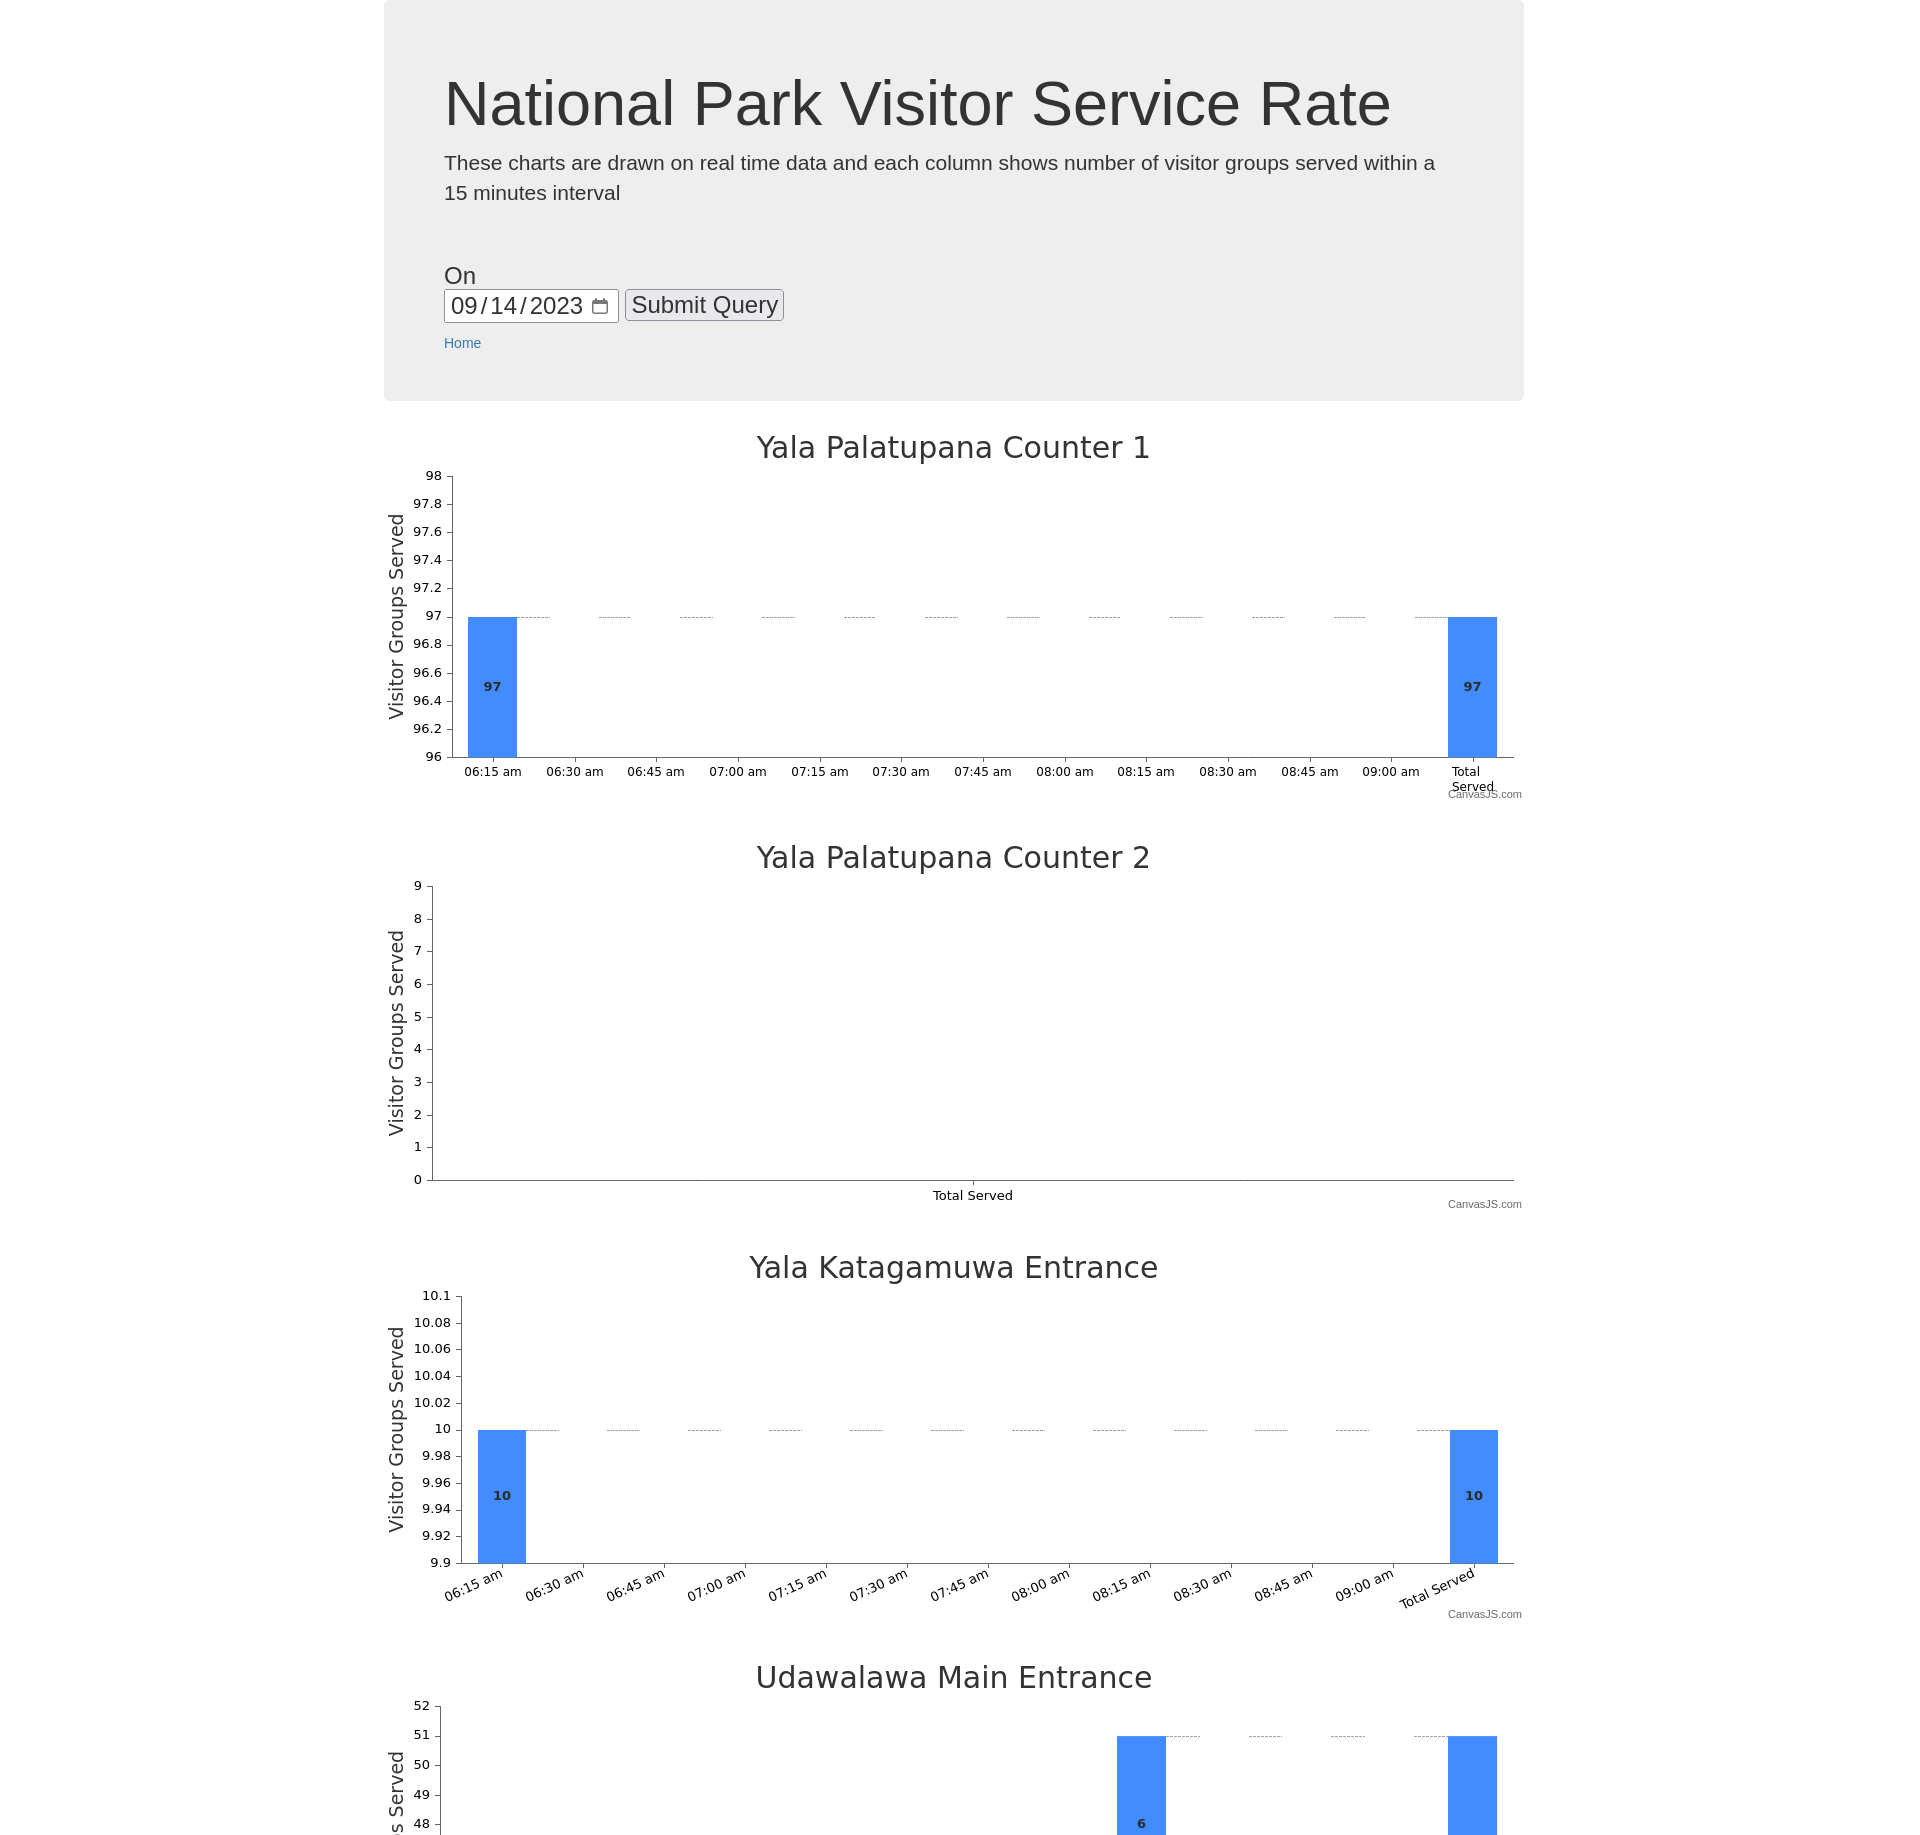 National Park Visitor Service Rate
These charts are drawn on real time data and each column shows number of visitor groups served within a
15 minutes interval
On
09/14/2023 Submit Query
Home
Yala Palatupana Counter 1
Visitor Groups Served
98
97.8
97.6
97.4
97.2
97
96.8
96.6
96.4
96.2
96
97 97
06:15 am 06:30 am 06:45 am 07:00 am 07:15 am 07:30 am 07:45 am 08:00 am 08:15 am 08:30 am 08:45 am 09:00 am Total
Served
CanvasJS.com
Yala Palatupana Counter 2
Visitor Groups Served
9
8
7
6
5
4
3
2
1
0
Total Served
CanvasJS.com
Yala Katagamuwa Entrance
Visitor Groups Served
10.1
10.08
10.06
10.04
10.02
10
9.98
9.96
9.94
9.92
9.9
10 10
06:15 am 06:30 am 06:45 am 07:00 am 07:15 am 07:30 am 07:45 am 08:00 am 08:15 am 08:30 am 08:45 am 09:00 am Total Served
CanvasJS.com
Udawalawa Main Entrance
Served
52
51
50
49
48
6